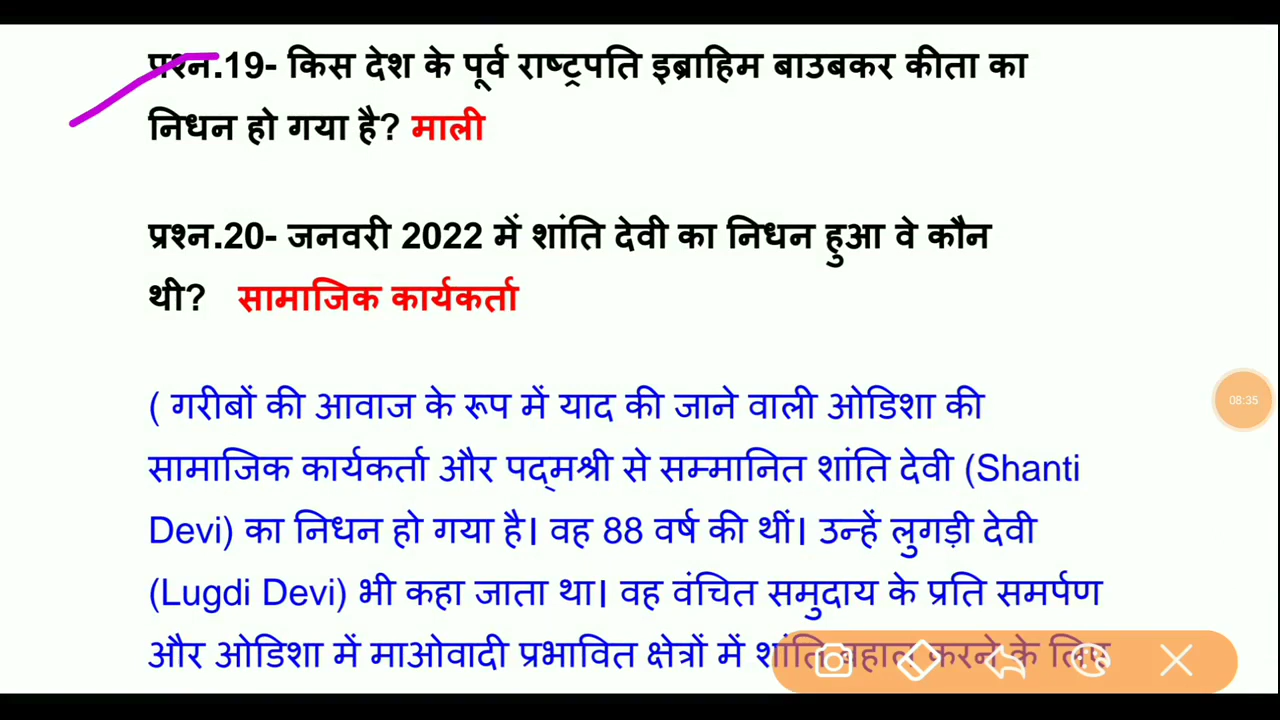 प्रश्न.19- किस देश के पूर्व राष्ट्रपति इब्राहिम बाउबकर कीता का
निधन हो गया है? माली
प्रश्न.20- जनवरी 2022 में शांति देवी का निधन हुआ वे कौन
थी? सामाजिक कार्यकर्ता
( गरीबों की आवाज के रूप में याद की जाने वाली ओडिशा की
सामाजिक कार्यकर्ता और पद्मश्री से सम्मानित शांति देवी (Shanti
Devi) का निधन हो गया है। वह 88 वर्ष की थीं। उन्हें लुगड़ी देवी
(Lugdi Devi) भी कहा जाता था। वह वंचित समुदाय के प्रति समर्पण
और ओडिशा में माओवादी प्रभावित क्षेत्रों में शांति बहाल करने के लिए
08:35